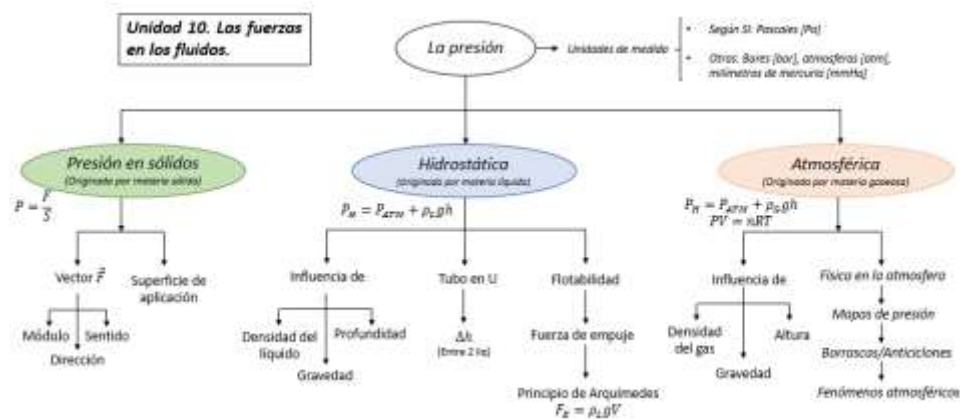 Unidad 10. Las fuerzas
en los fluidos.
La presión
Unidades de medida
• Según SI: Pascales [Pa]
• Otras: Bares [bar], atmosferas [atm],
milímetros de mercurio [mmHg]
Presión en sólidos
(Originada por materia sólida)
P = F/S
Vector F⃗
Superficie de
aplicación
Módulo
Sentido
Dirección
Hidrostática
(Originada por materia líquida)
P_H = P_ATM + ρ_L gh
Influencia de
Densidad del
líquido
Profundidad
Gravedad
Tubo en U
Δh
(Entre 2 liq)
Flotabilidad
Fuerza de empuje
Principio de Arquímedes
F_E = ρ_L gV
Atmosférica
(Originada por materia gaseosa)
P_H = P_ATM + ρ_G gh
PV = nRT
Influencia de
Densidad
del gas
Altura
Gravedad
Física en la atmosfera
Mapas de presión
Borrascas/Anticiclones
Fenómenos atmosféricos